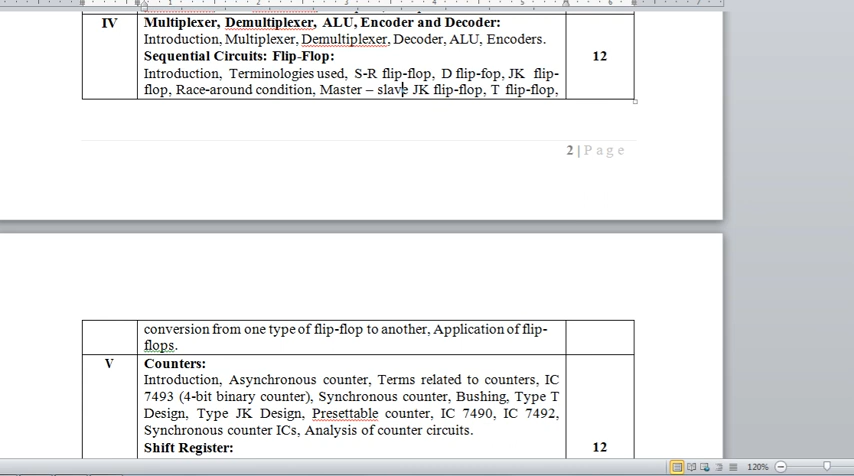 IV
Multiplexer, Demultiplexer, ALU, Encoder and Decoder:
Introduction, Multiplexer, Demultiplexer, Decoder, ALU, Encoders.
Sequential Circuits: Flip-Flop:
12
Introduction, Terminologies used, S-R flip-flop, D flip-fop, JK flip-
flop, Race-around condition, Master – slave JK flip-flop, T flip-flop,
2 | P a g e
conversion from one type of flip-flop to another, Application of flip-
flops.
V
Counters:
Introduction, Asynchronous counter, Terms related to counters, IC
7493 (4-bit binary counter), Synchronous counter, Bushing, Type T
Design, Type JK Design, Presettable counter, IC 7490, IC 7492,
Synchronous counter ICs, Analysis of counter circuits.
Shift Register:
12
120%